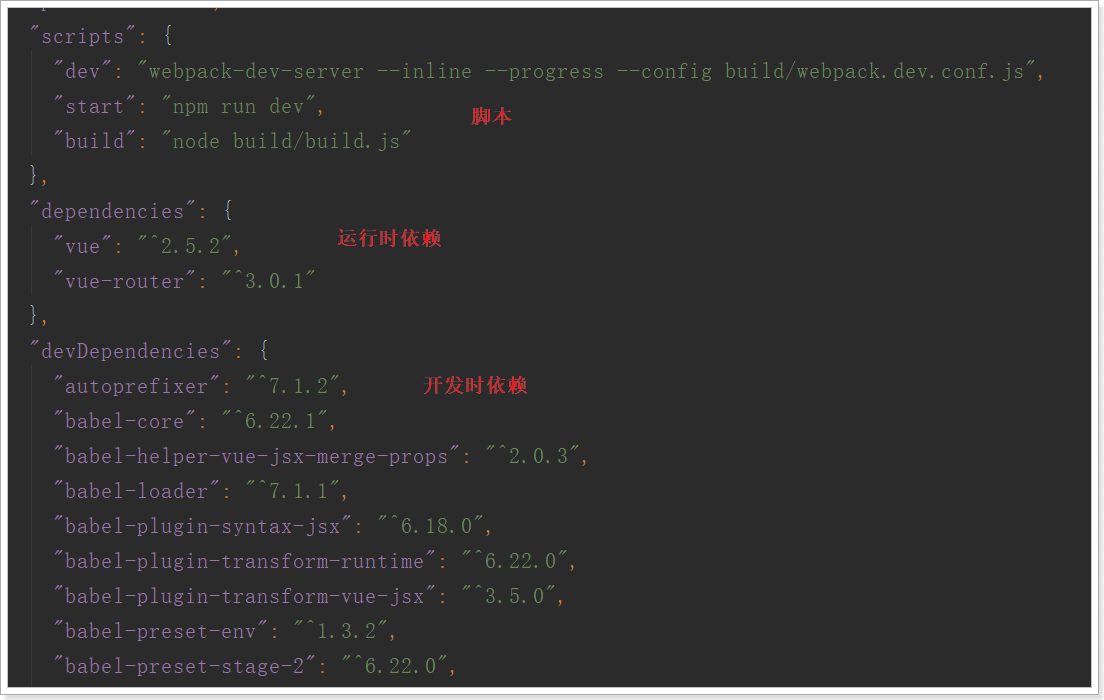 "scripts": {
"dev": "webpack-dev-server --inline --progress --config build/webpack.dev.conf.js",
"start": "npm run dev",
脚本
"build": "node build/build.js"
},
"dependencies": {
运行时依赖
"vue": "^2.5.2",
"vue-router": "^3.0.1"
},
"devDependencies": {
"autoprefixer": "^7.1.2",
开发时依赖
"babel-core": "^6.22.1",
"babel-helper-vue-jsx-merge-props": "^2.0.3",
"babel-loader": "^7.1.1",
"babel-plugin-syntax-jsx": "^6.18.0",
"babel-plugin-transform-runtime": "^6.22.0",
"babel-plugin-transform-vue-jsx": "^3.5.0",
"babel-preset-env": "^1.3.2",
"babel-preset-stage-2": "^6.22.0",